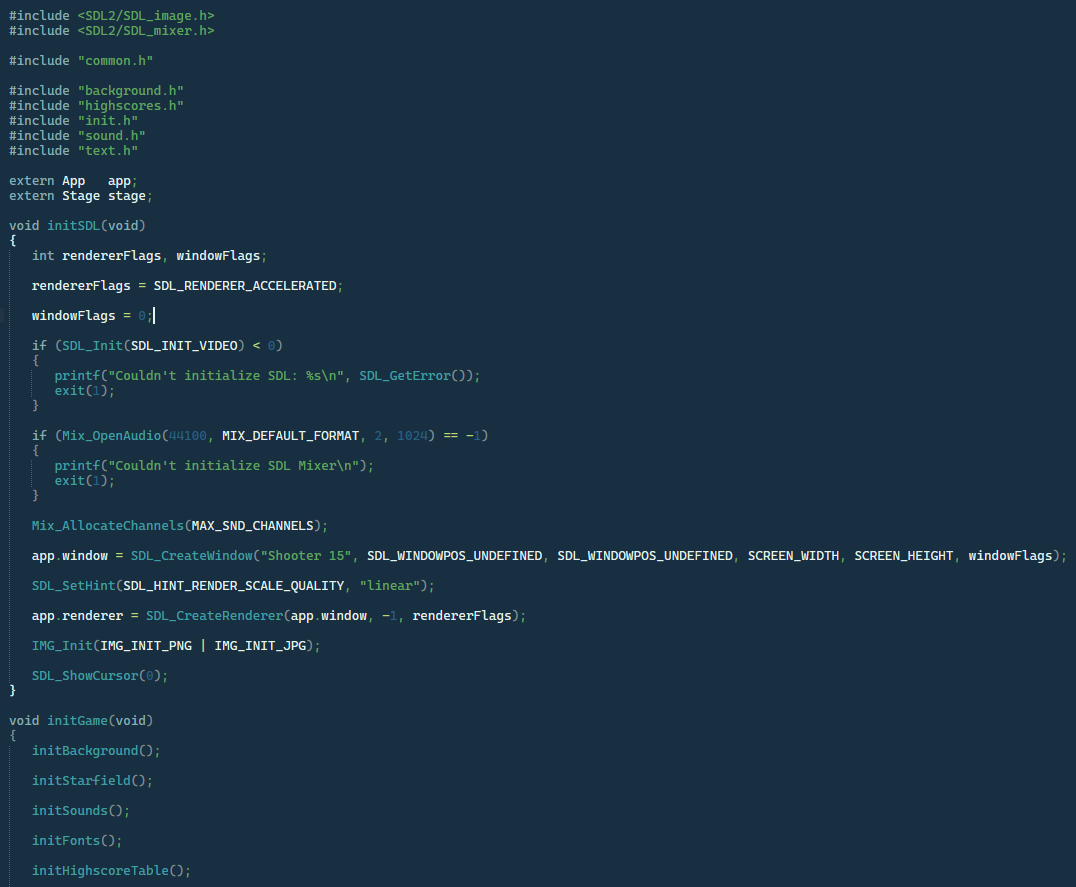 #include <SDL2/SDL_image.h>
#include <SDL2/SDL_mixer.h>
#include "common.h"
#include "background.h"
#include "highscores.h"
#include "init.h"
#include "sound.h"
#include "text.h"
extern App   app;
extern Stage stage;
void initSDL(void)
{
   int rendererFlags, windowFlags;
   rendererFlags = SDL_RENDERER_ACCELERATED;
   windowFlags = 0;
   if (SDL_Init(SDL_INIT_VIDEO) < 0)
   {
      printf("Couldn't initialize SDL: %s\n", SDL_GetError());
      exit(1);
   }
   if (Mix_OpenAudio(44100, MIX_DEFAULT_FORMAT, 2, 1024) == -1)
   {
      printf("Couldn't initialize SDL Mixer\n");
      exit(1);
   }
   Mix_AllocateChannels(MAX_SND_CHANNELS);
   app.window = SDL_CreateWindow("Shooter 15", SDL_WINDOWPOS_UNDEFINED, SDL_WINDOWPOS_UNDEFINED, SCREEN_WIDTH, SCREEN_HEIGHT, windowFlags);
   SDL_SetHint(SDL_HINT_RENDER_SCALE_QUALITY, "linear");
   app.renderer = SDL_CreateRenderer(app.window, -1, rendererFlags);
   IMG_Init(IMG_INIT_PNG | IMG_INIT_JPG);
   SDL_ShowCursor(0);
}
void initGame(void)
{
   initBackground();
   initStarfield();
   initSounds();
   initFonts();
   initHighscoreTable();